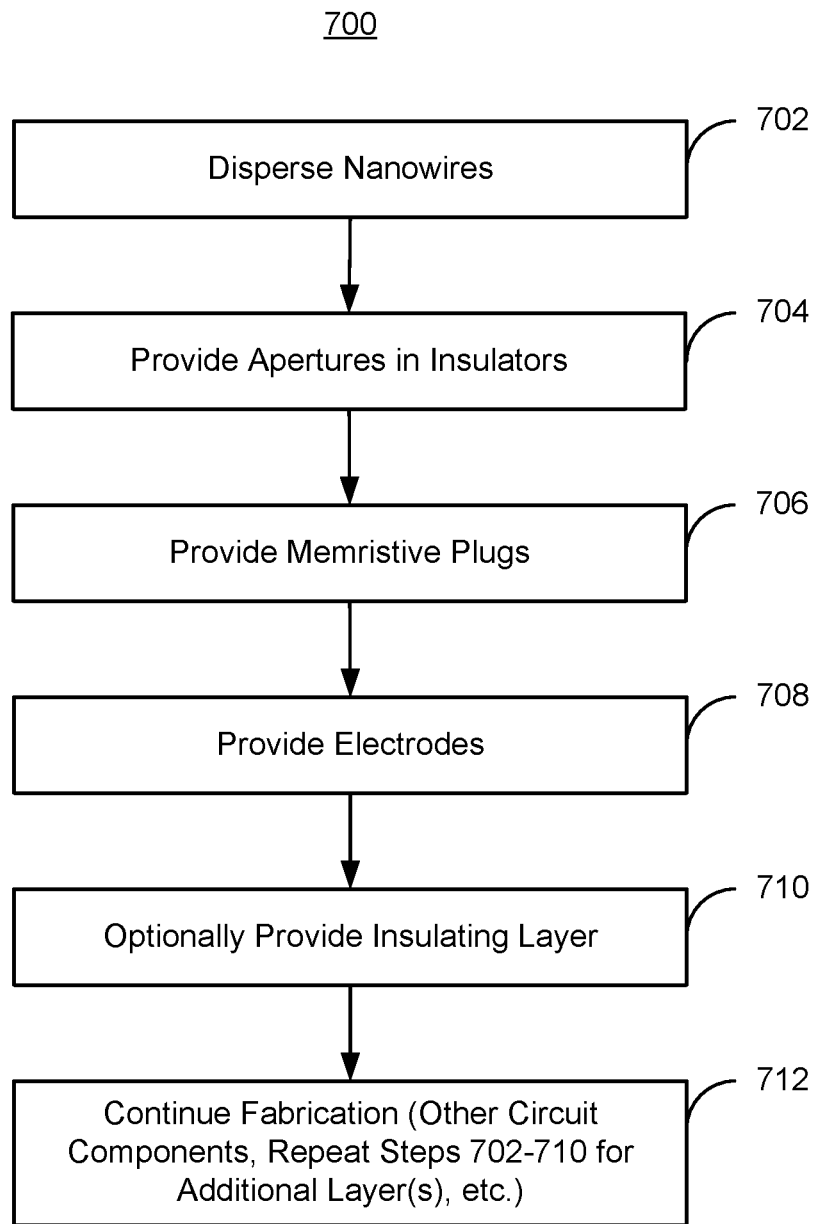 700
702
Disperse Nanowires
704
Provide Apertures in Insulators
706
Provide Memristive Plugs
708
Provide Electrodes
710
Optionally Provide Insulating Layer
712
Continue Fabrication (Other Circuit
Components, Repeat Steps 702-710 for
Additional Layer(s), etc.)